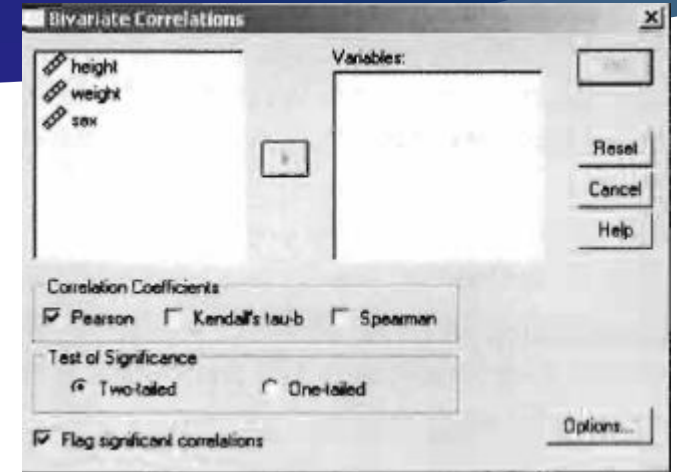 Bivariate Correlations
height
weight
sex
Variables:
Reset
Cancel
Help
Correlation Coefficients
Pearson Kendall's tau-b Spearman
Test of Significance
Two-tailed One-tailed
Flag significant correlations
Options...